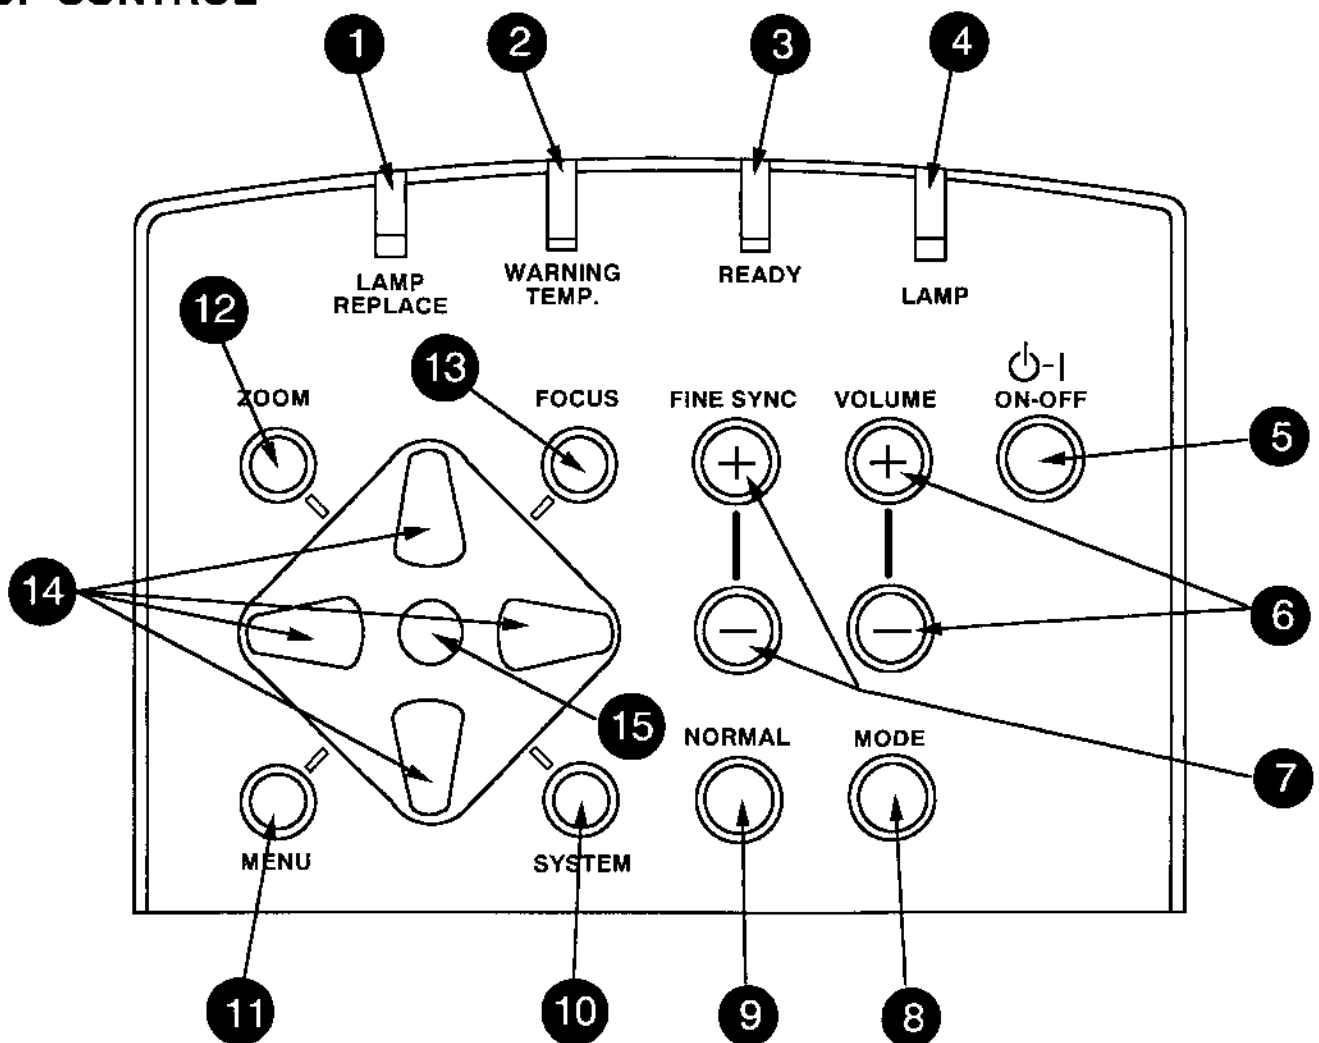 CONTROL
1
2
3
4
LAMP
REPLACE
WARNING
TEMP.
READY
LAMP
12
13
ZOOM
FOCUS
FINE SYNC
VOLUME
⏻-I
ON-OFF
+
+
5
14
−
−
6
15
NORMAL
MODE
7
MENU
SYSTEM
11
10
9
8